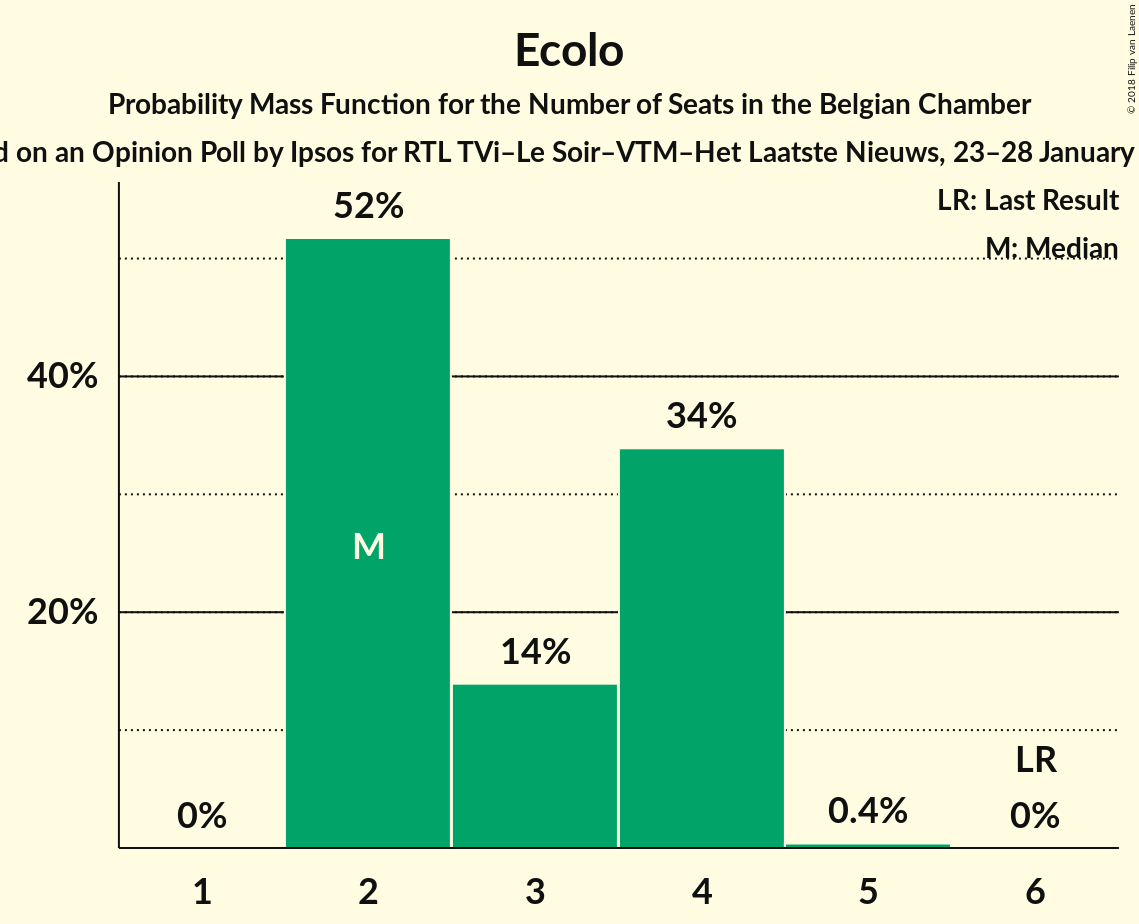 Ecolo
Probability Mass Function for the Number of Seats in the Belgian Chamber
on an Opinion Poll by Ipsos for RTL TVi–Le Soir–VTM–Het Laatste Nieuws, 23–28 January
© 2018 Filip van Laenen
LR: Last Result
M: Median
52%
40%
34%
M
20%
14%
LR
0%
0.4%
0%
1 2 3 4 5 6